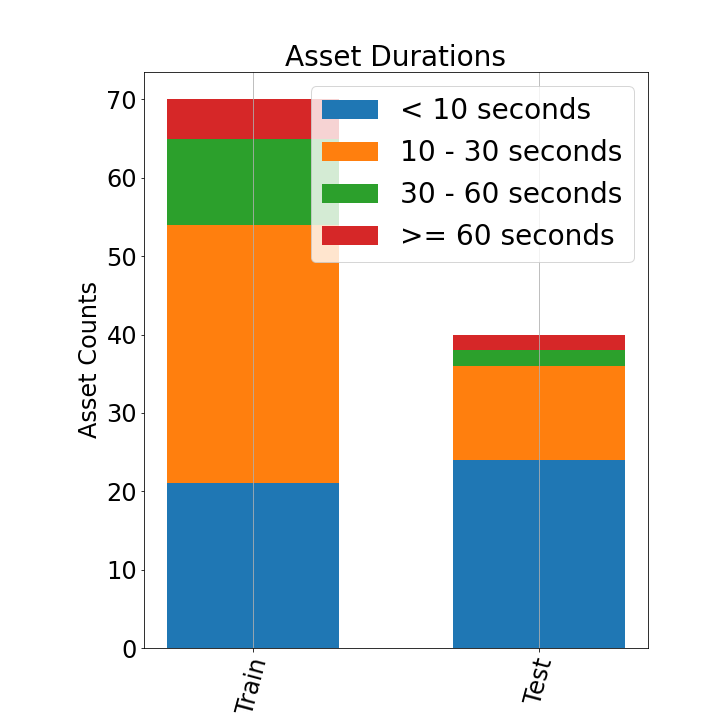 Asset Durations
70
60
50
40
30
20
10
0
Asset Counts
< 10 seconds
10 - 30 seconds
30 - 60 seconds
>= 60 seconds
Train
Test